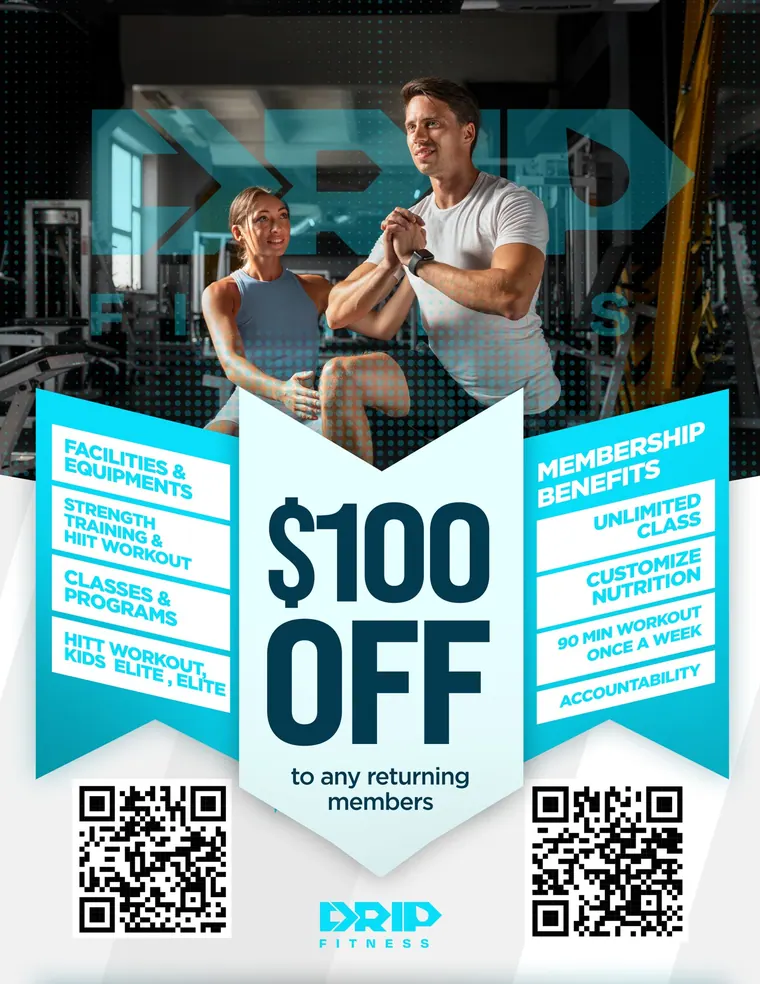 DRIP
FACILITIES &
EQUIPMENTS
STRENGTH
TRAINING &
HIIT WORKOUT
CLASSES &
PROGRAMS
HITT WORKOUT,
KIDS ELITE , ELITE
$100
OFF
to any returning
members
MEMBERSHIP
BENEFITS
UNLIMITED
CLASS
CUSTOMIZE
NUTRITION
90 MIN WORKOUT
ONCE A WEEK
ACCOUNTABILITY
DRIP
FITNESS